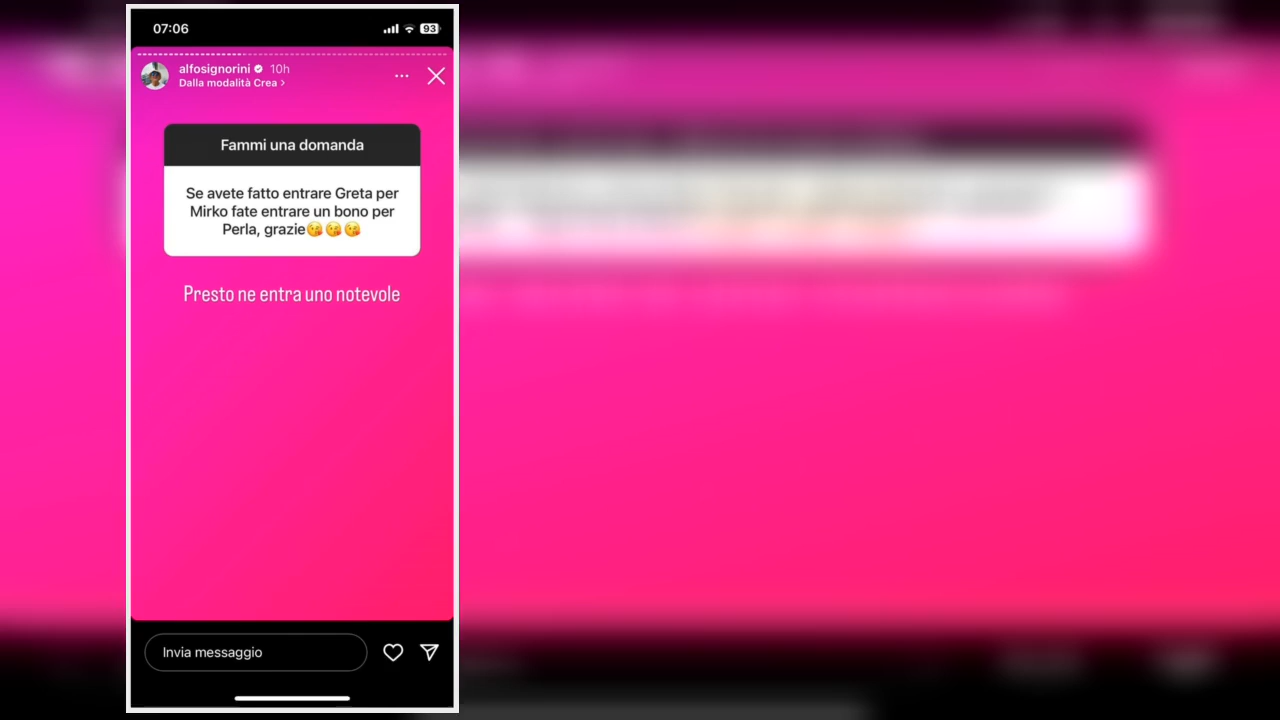 07:06
93
alfosignorini 10h
Dalla modalità Crea >
Fammi una domanda
Se avete fatto entrare Greta per
Mirko fate entrare un bono per
Perla, grazie😘😘😘
Presto ne entra uno notevole
Invia messaggio